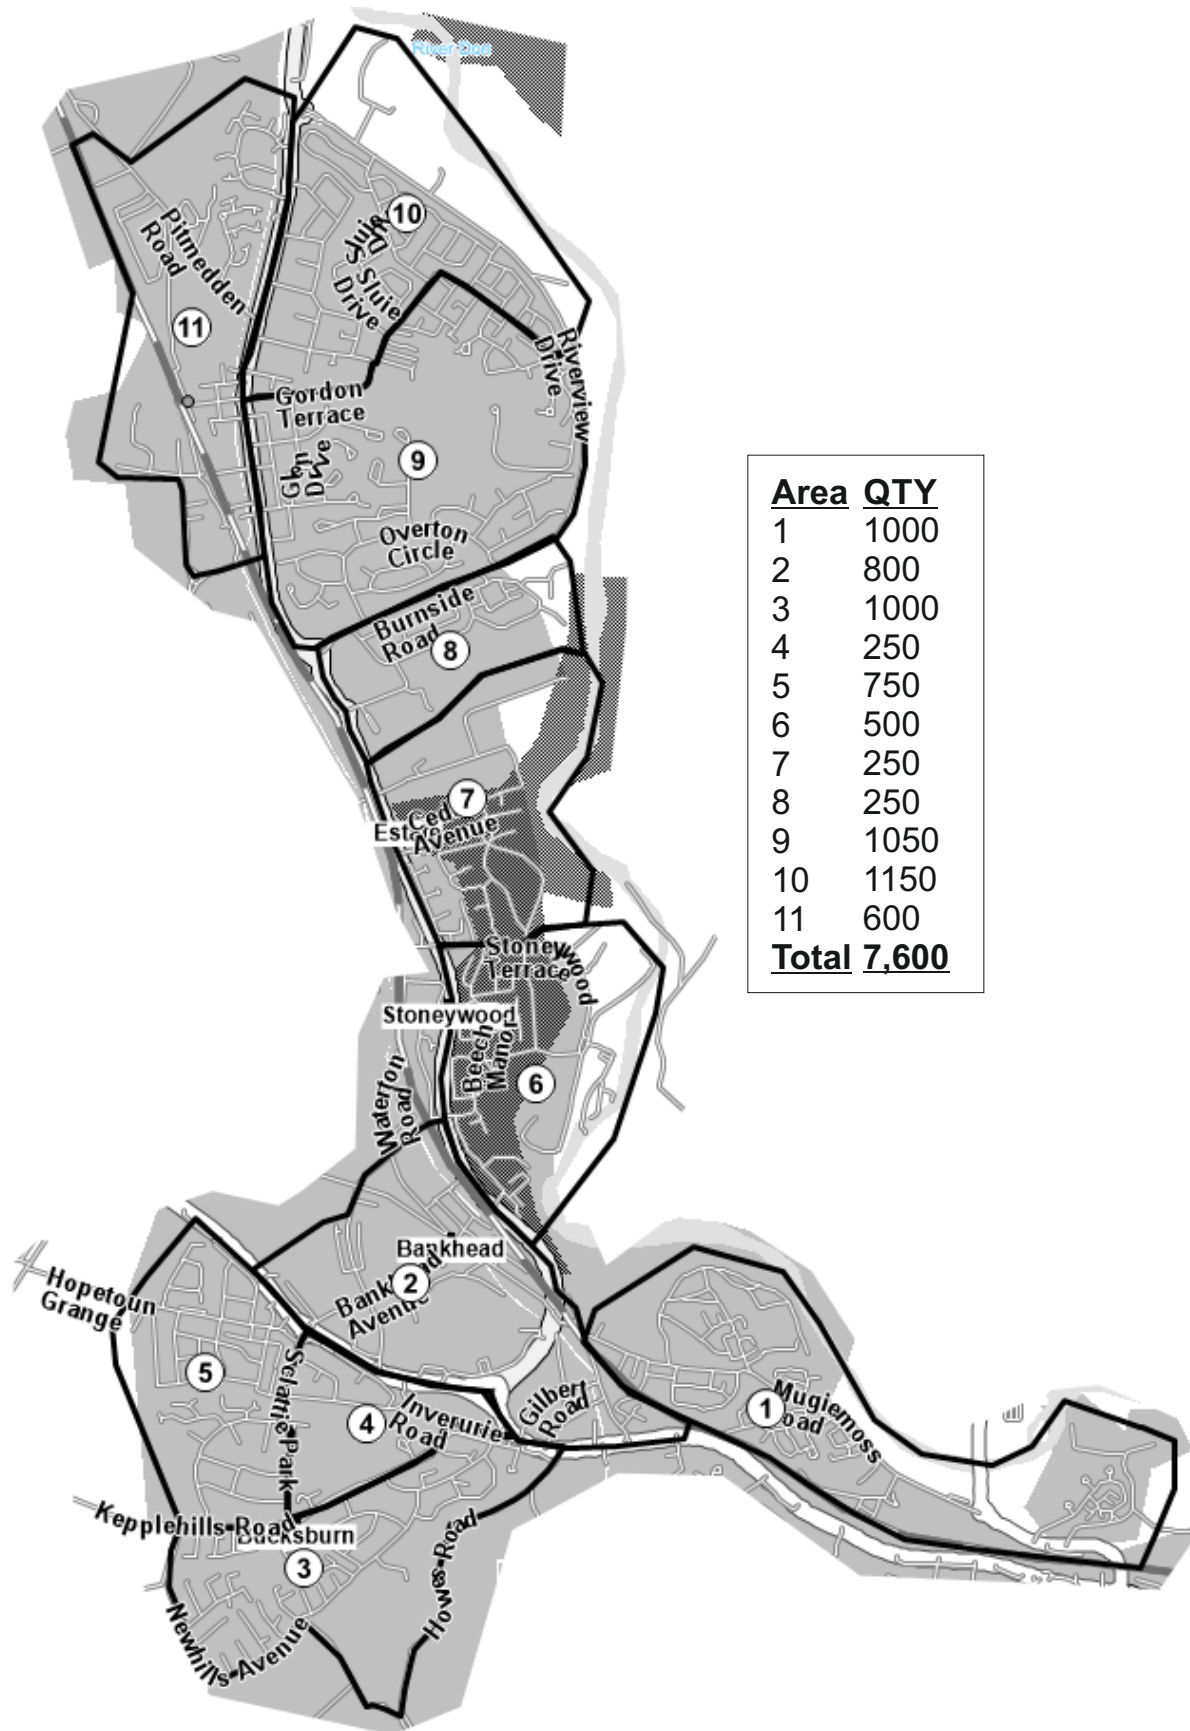 River Don
10
Sluie
Drive
Pitmedden
Road
11
Riverview
Drive
Gordon
Terrace
9
Glen
Drive
Overton
Circle
Burnside
Road
8
7
Avenue
Stoneywood
Terrace
Stoneywood
Beech
Manor
6
Waterton
Road
Bankhead
Bankhead
Avenue
2
Hopetoun
Grange
5
Sclattie Park
4
Inverurie
Road
Gilbert
Road
1
Mugiemoss
Road
Kepplehills Road
Bucksburn
3
Howes Road
Newhills Avenue
Area QTY
1 1000
2 800
3 1000
4 250
5 750
6 500
7 250
8 250
9 1050
10 1150
11 600
Total 7,600